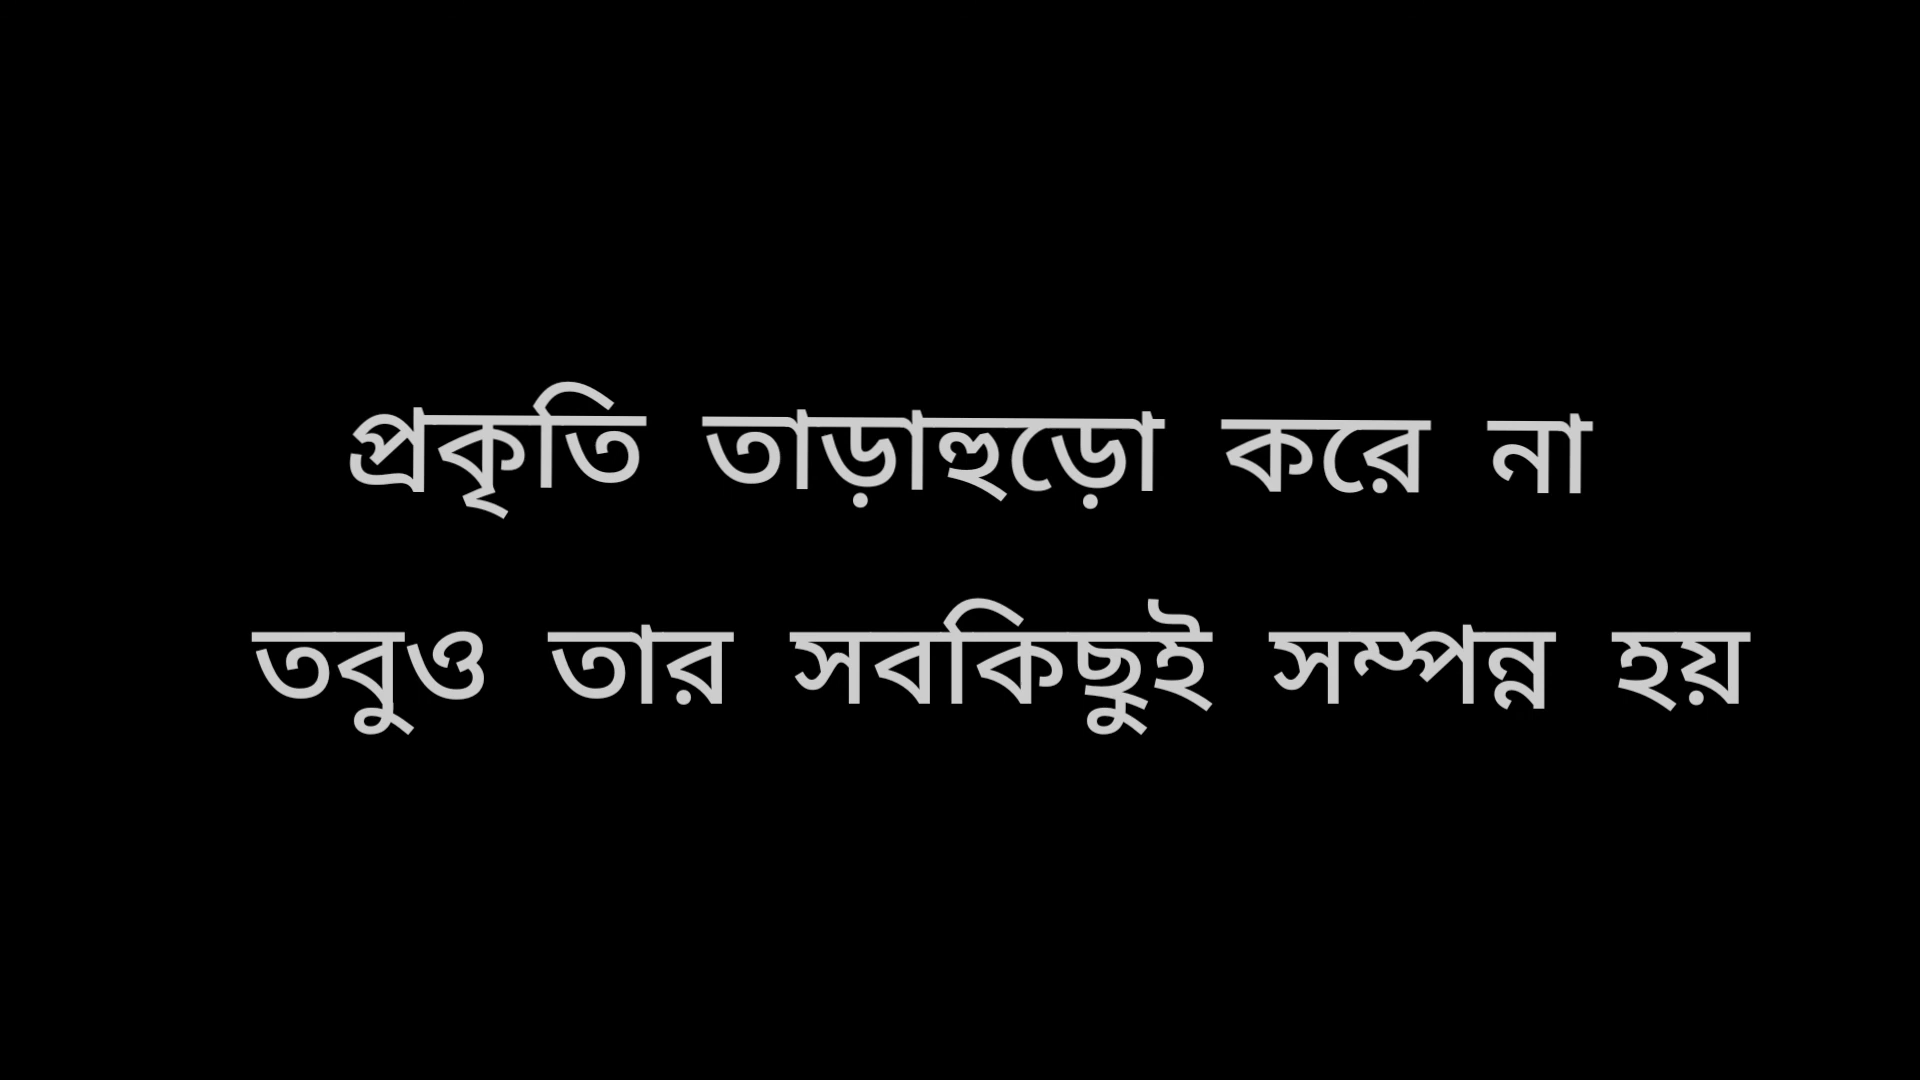 প্রকৃতি তাড়াহুড়ো করে না
তবুও তার সবকিছুই সম্পন্ন হয়